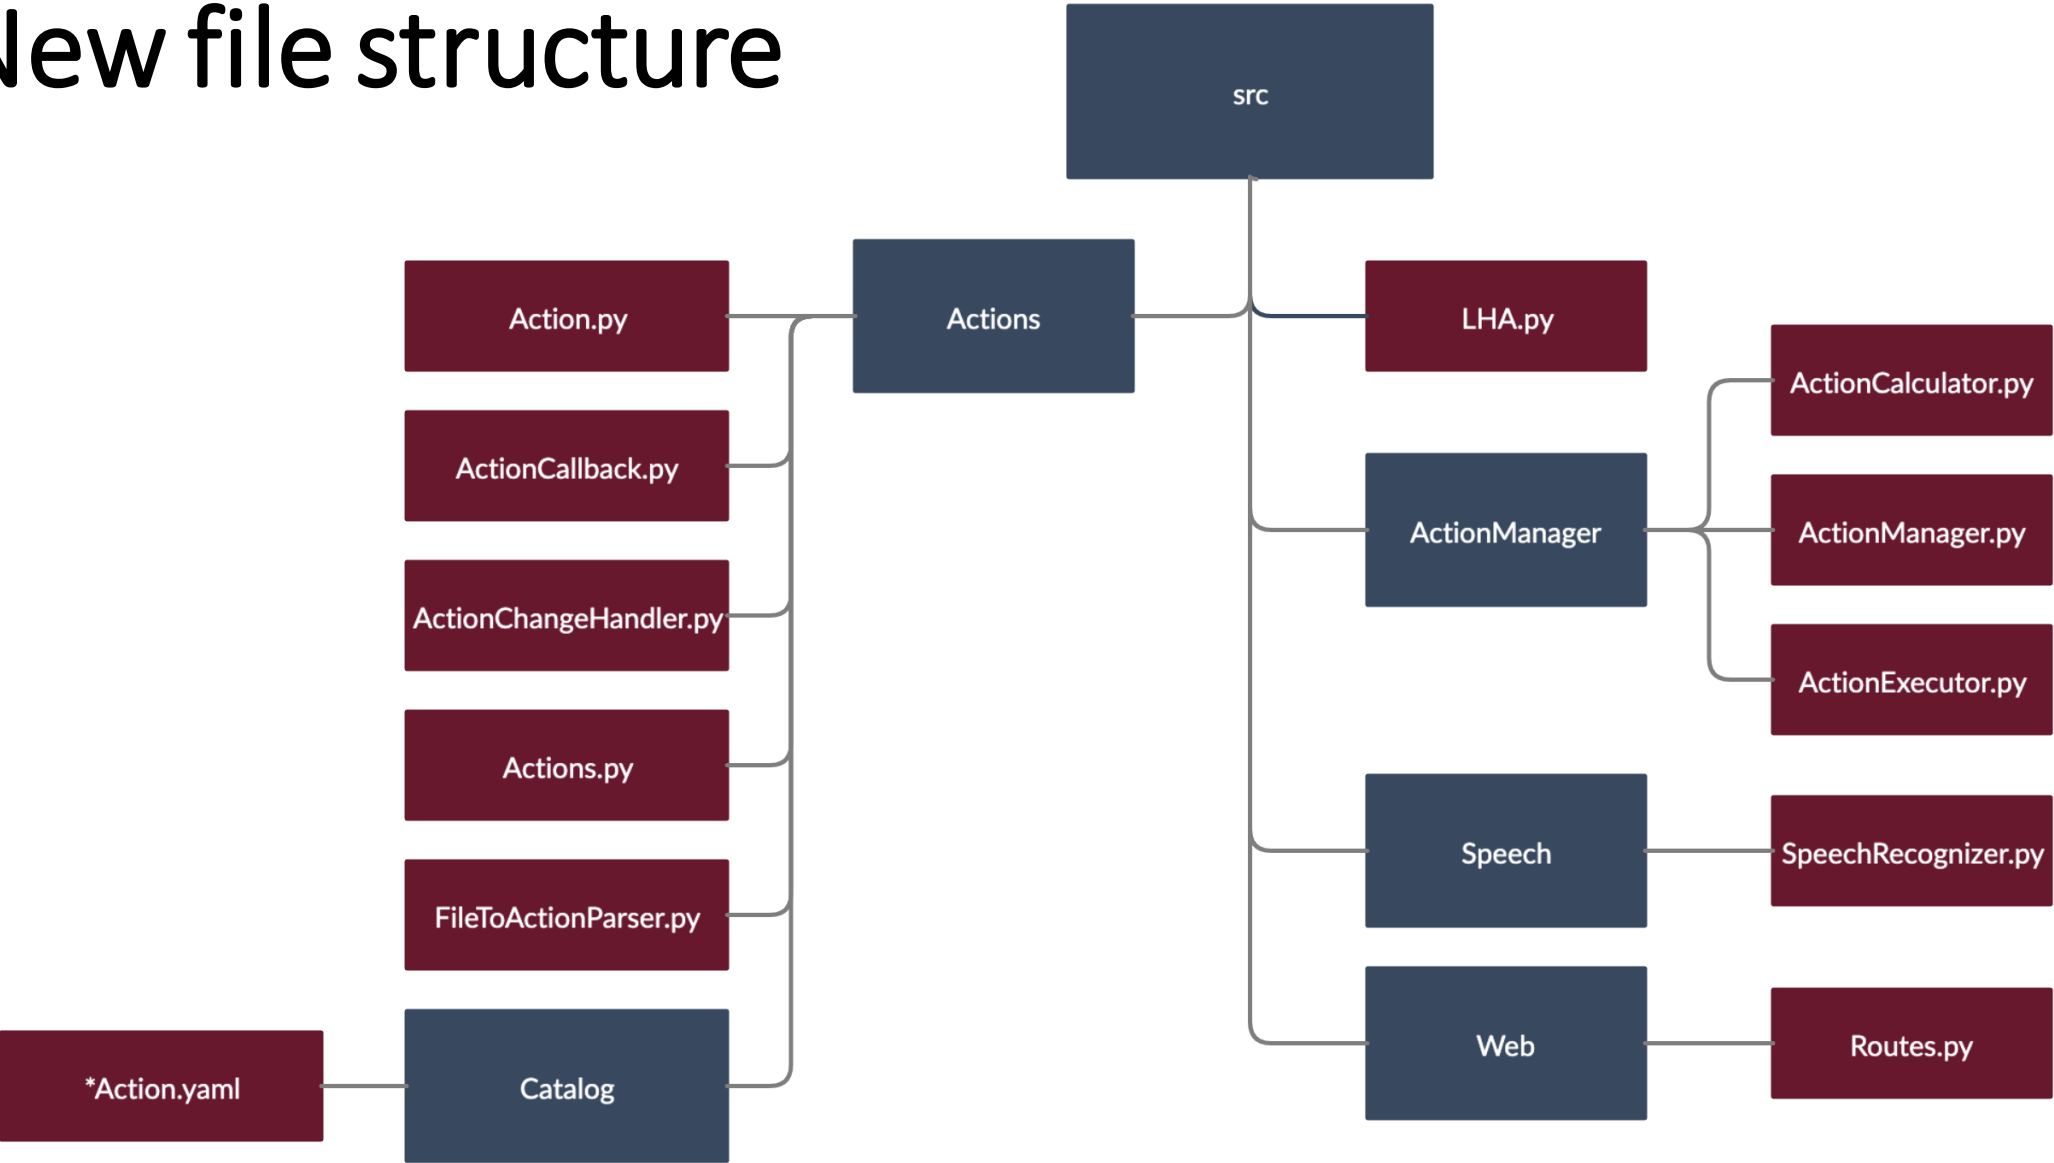 New file structure
src
Actions
LHA.py
Action.py
ActionCallback.py
ActionChangeHandler.py
Actions.py
FileToActionParser.py
Catalog
*Action.yaml
ActionManager
ActionCalculator.py
ActionManager.py
ActionExecutor.py
Speech
SpeechRecognizer.py
Web
Routes.py